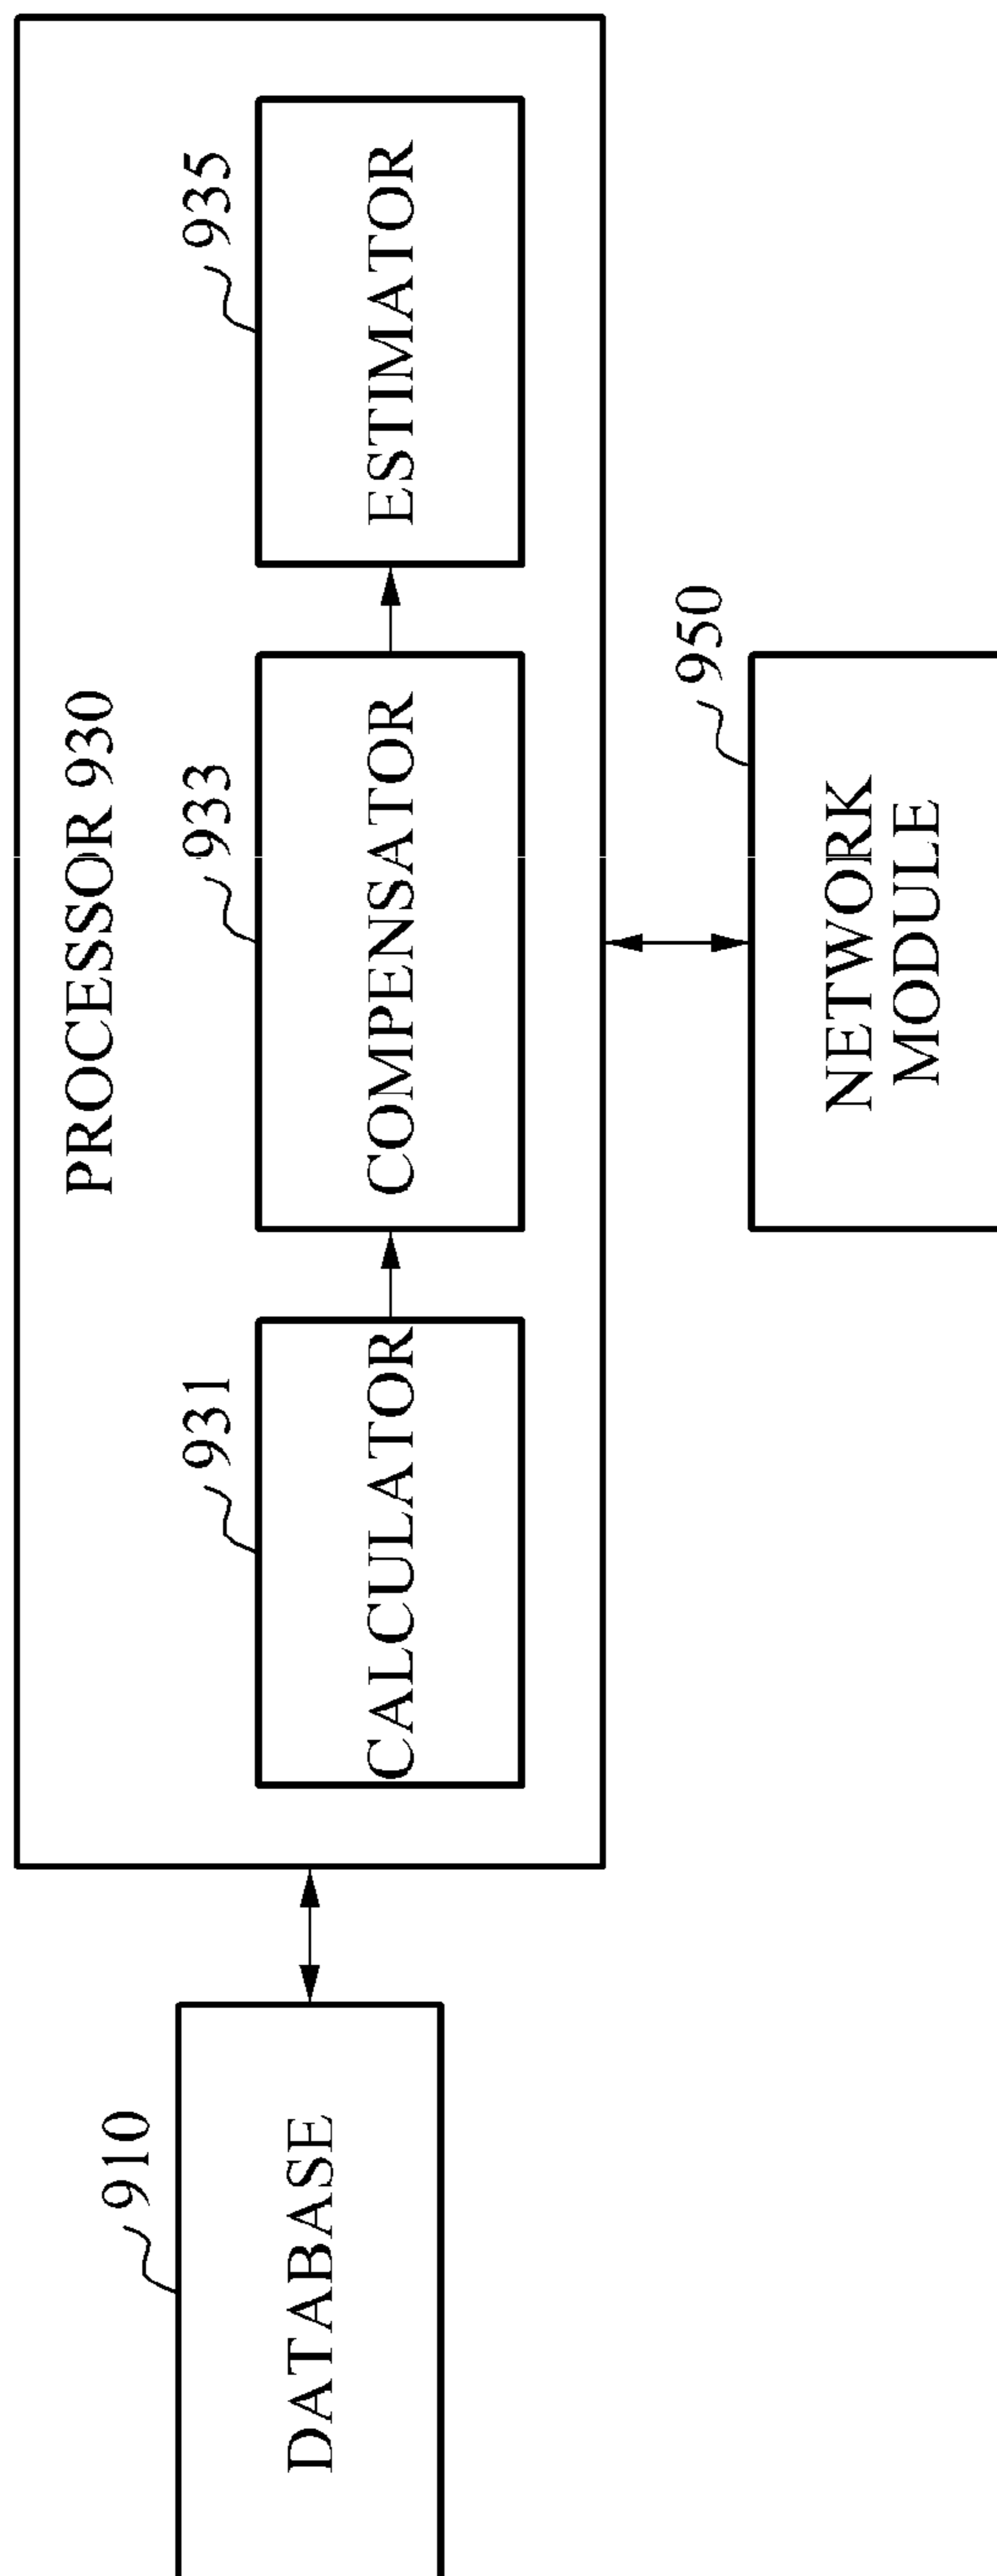 PROCESSOR 930
910
DATABASE
931
CALCULATOR
933
COMPENSATOR
935
ESTIMATOR
950
NETWORK
MODULE